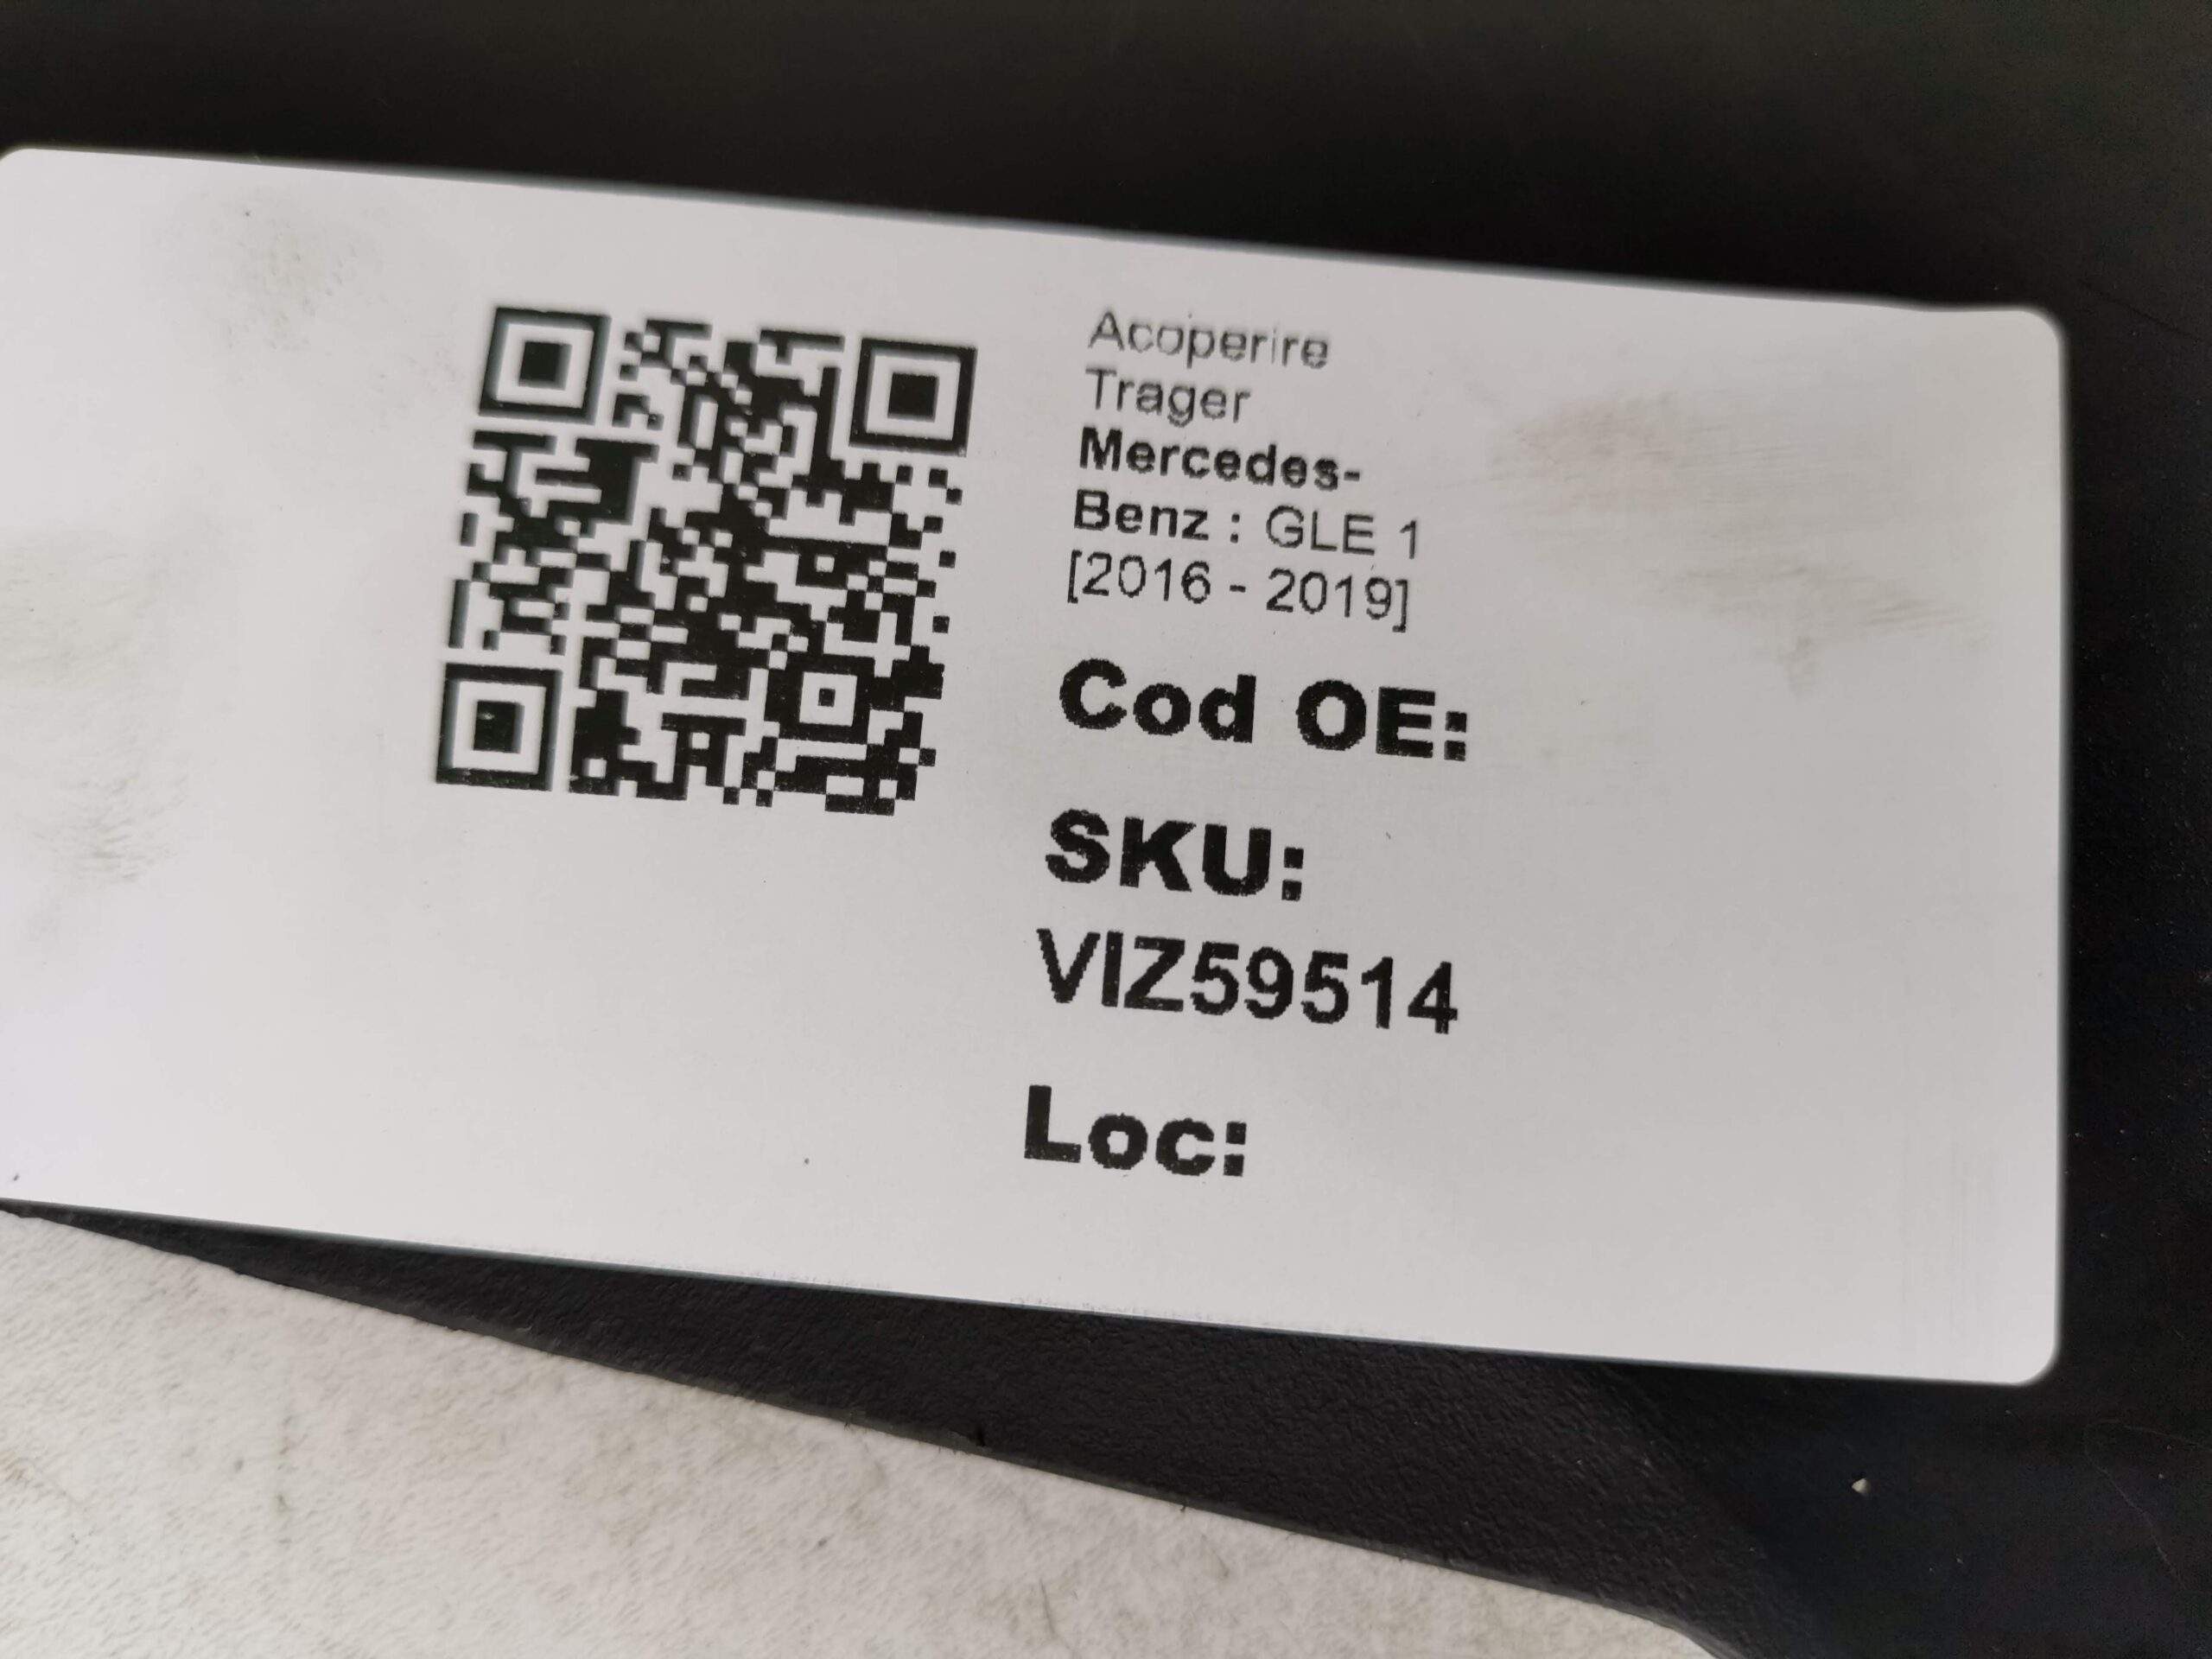 Acoperire
Trager
Mercedes-
Benz : GLE 1
[2016 - 2019]
Cod OE:
SKU:
VIZ59514
Loc: